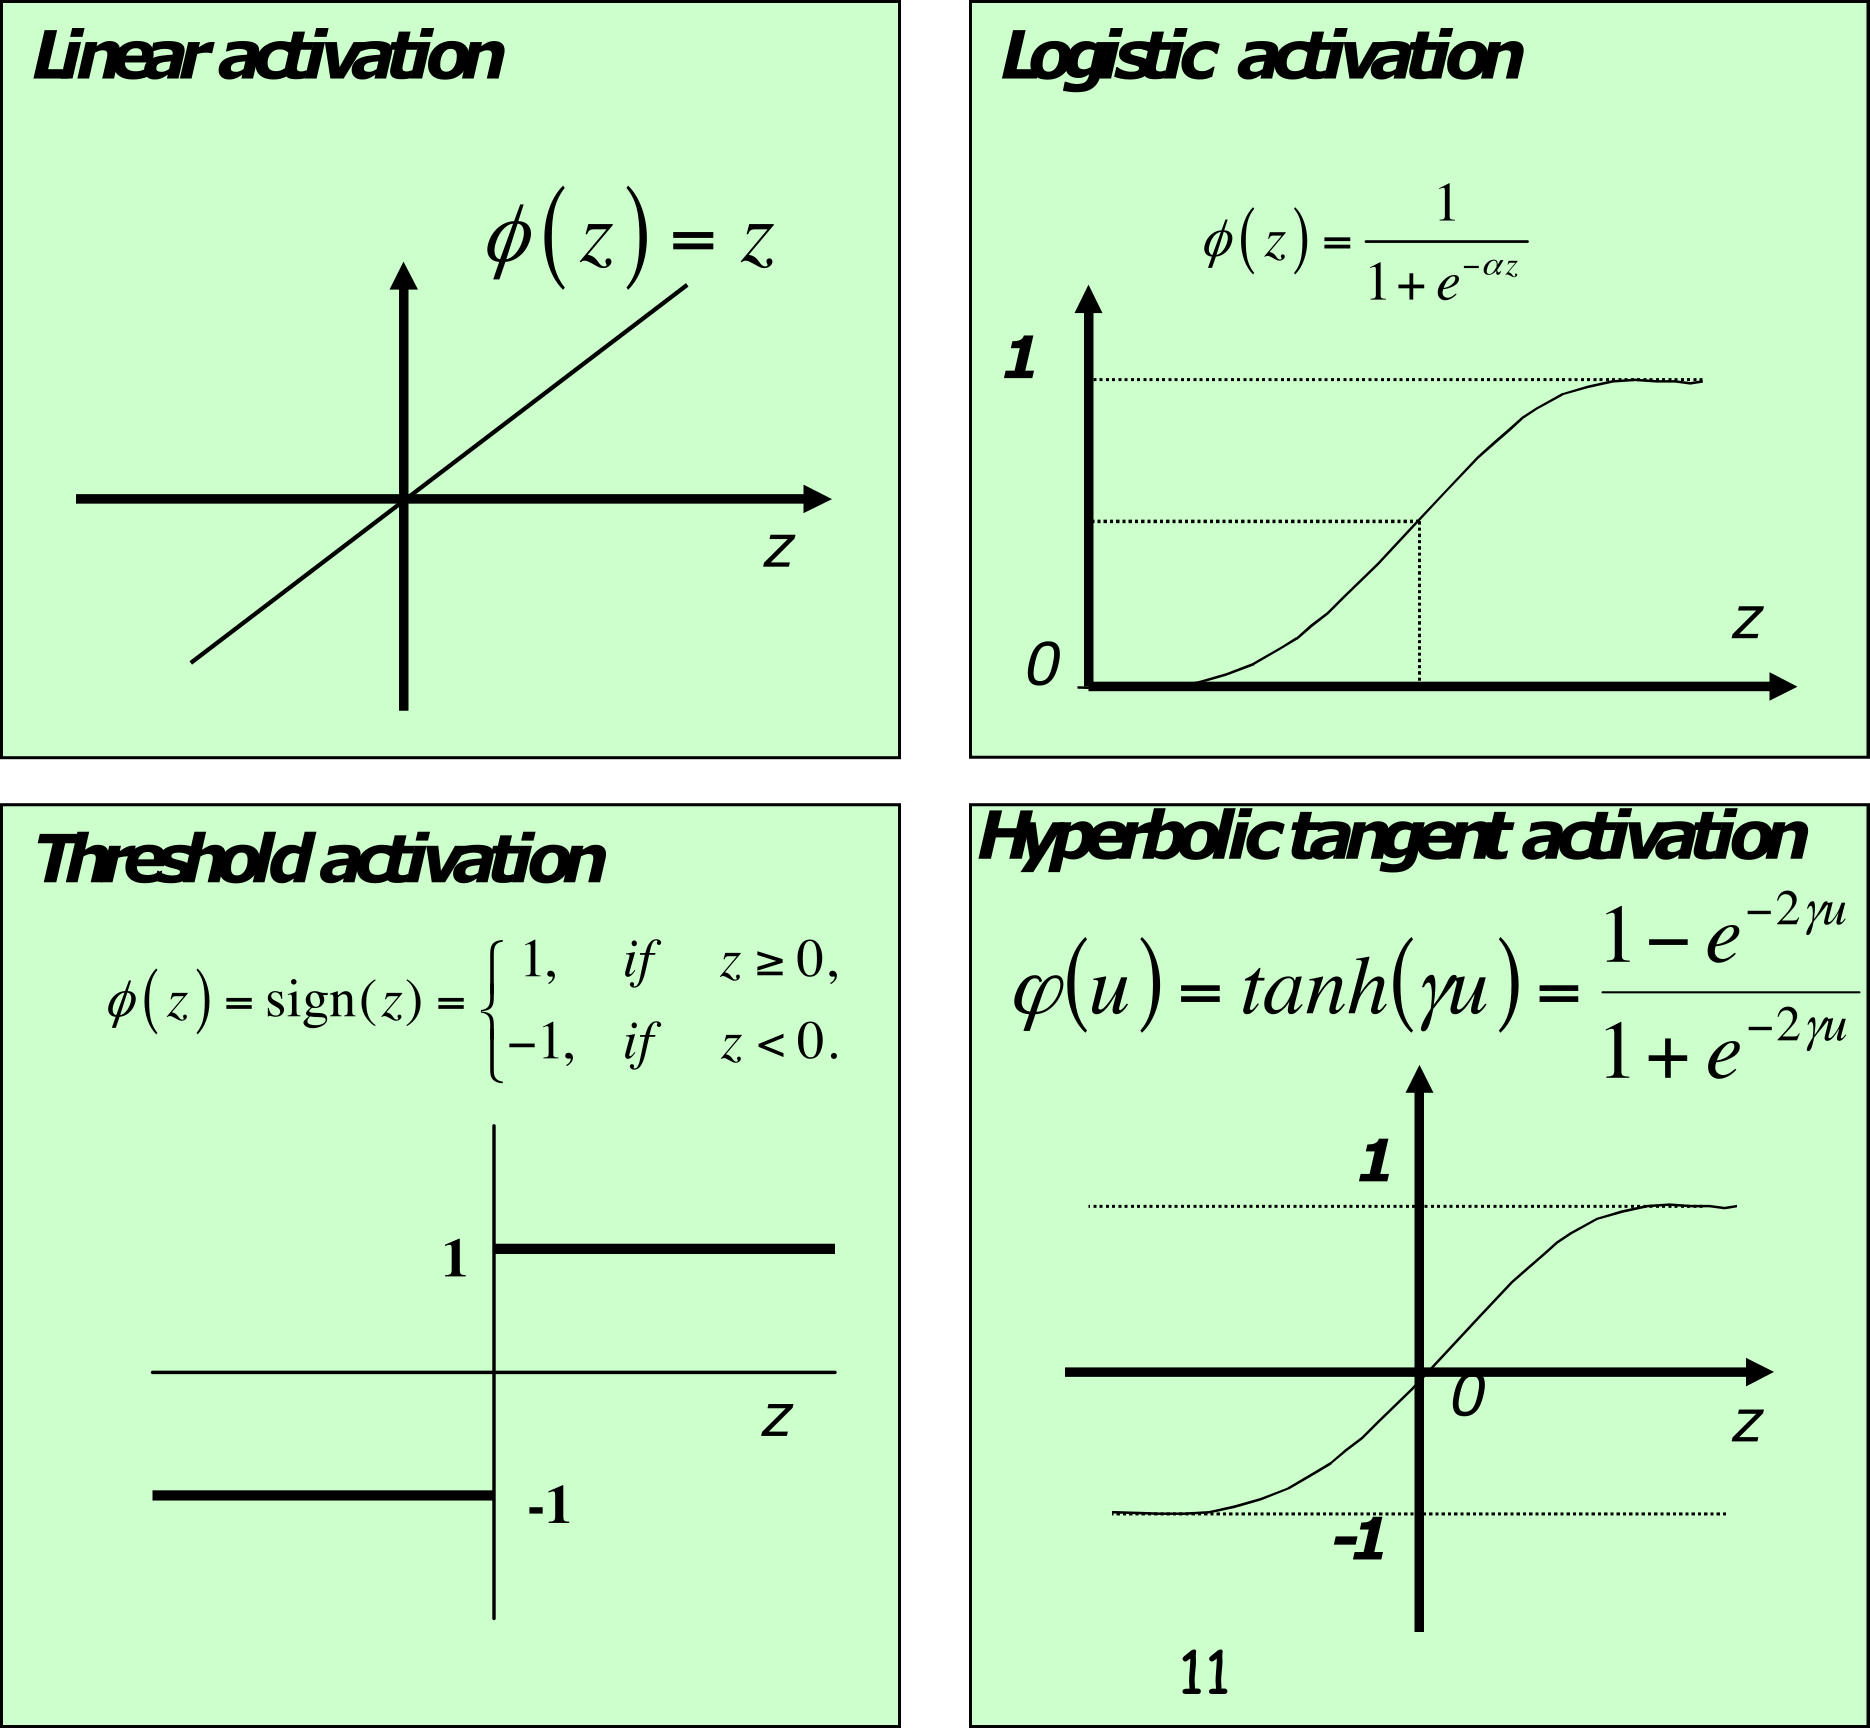 Linear activation
ϕ(z) = z
z
Logistic activation
ϕ(z) = 1 / (1 + e^{-αz})
1
0
z
Threshold activation
ϕ(z) = sign(z) = { 1, if z ≥ 0,
−1, if z < 0.
1
z
-1
Hyperbolic tangent activation
φ(u) = tanh(γu) = (1 − e^{−2γu}) / (1 + e^{−2γu})
1
0
z
-1
11